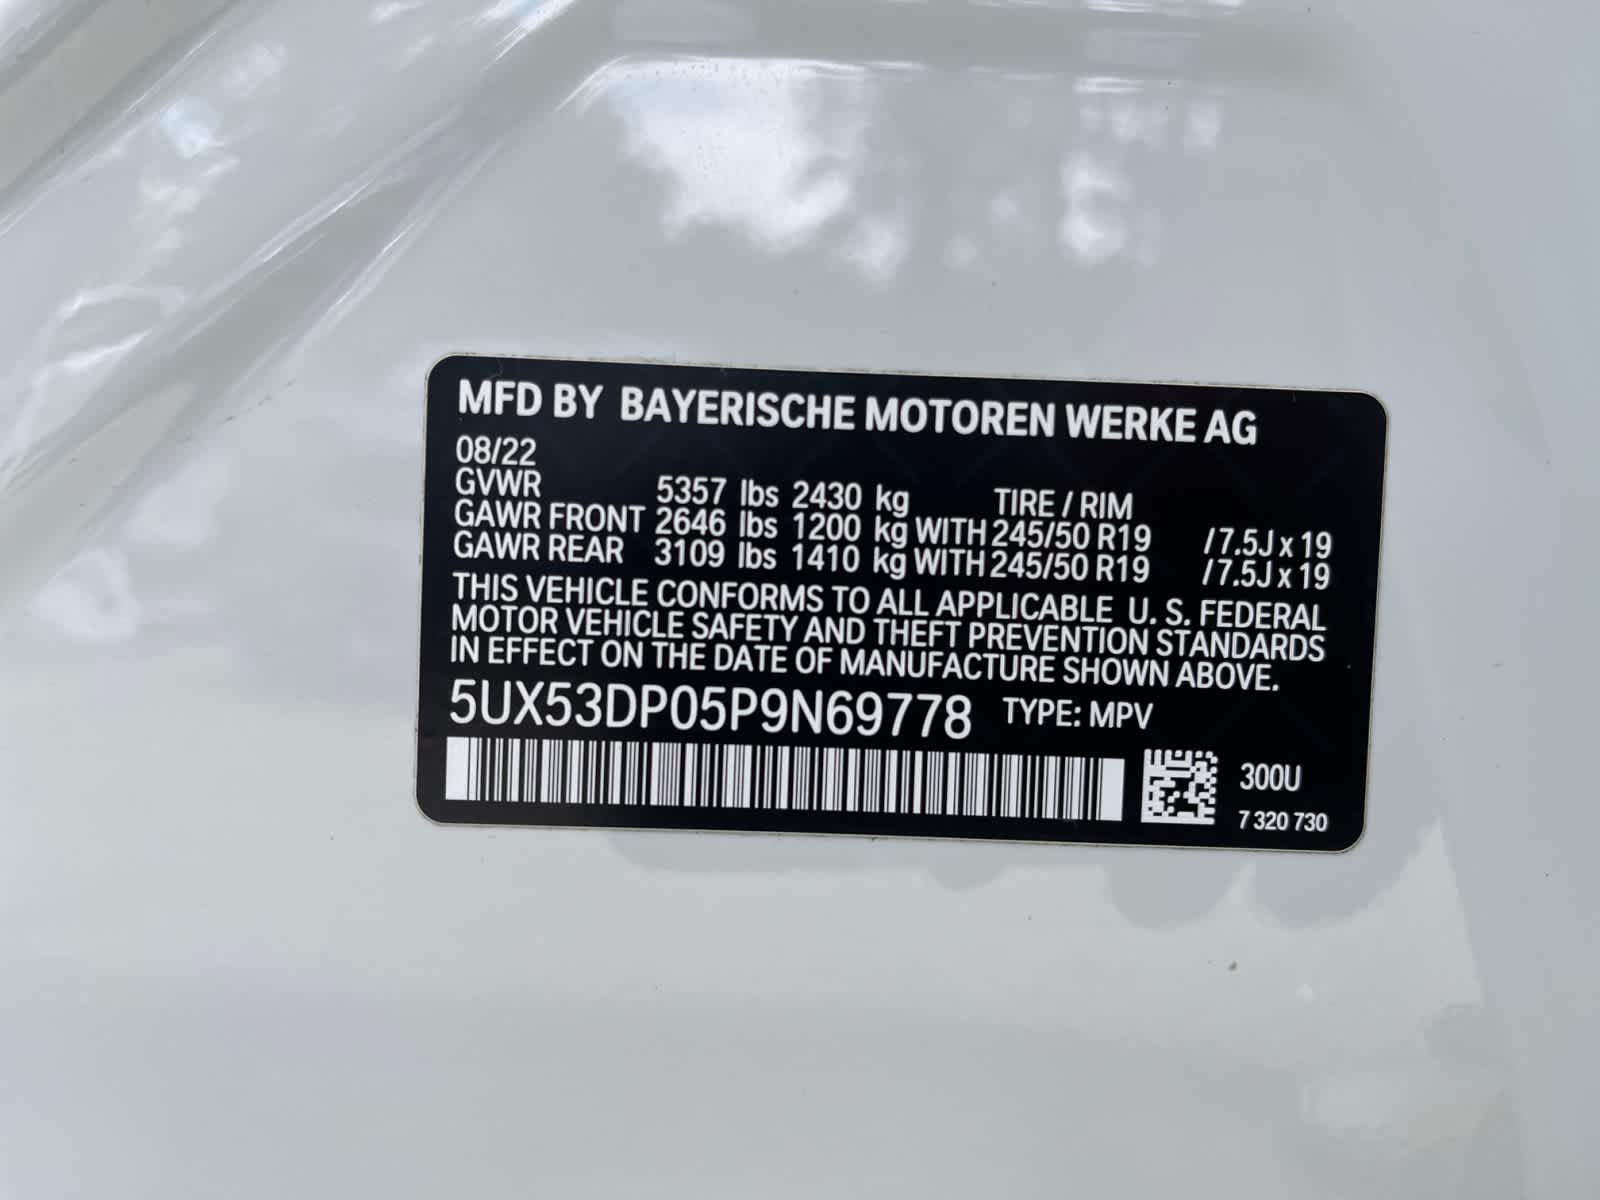 MFD BY BAYERISCHE MOTOREN WERKE AG
08/22
GVWR 5357 lbs 2430 kg TIRE / RIM
GAWR FRONT 2646 lbs 1200 kg WITH 245/50 R19 /7.5J x 19
GAWR REAR 3109 lbs 1410 kg WITH 245/50 R19 /7.5J x 19
THIS VEHICLE CONFORMS TO ALL APPLICABLE U. S. FEDERAL
MOTOR VEHICLE SAFETY AND THEFT PREVENTION STANDARDS
IN EFFECT ON THE DATE OF MANUFACTURE SHOWN ABOVE.
5UX53DP05P9N69778 TYPE: MPV
300U
7 320 730